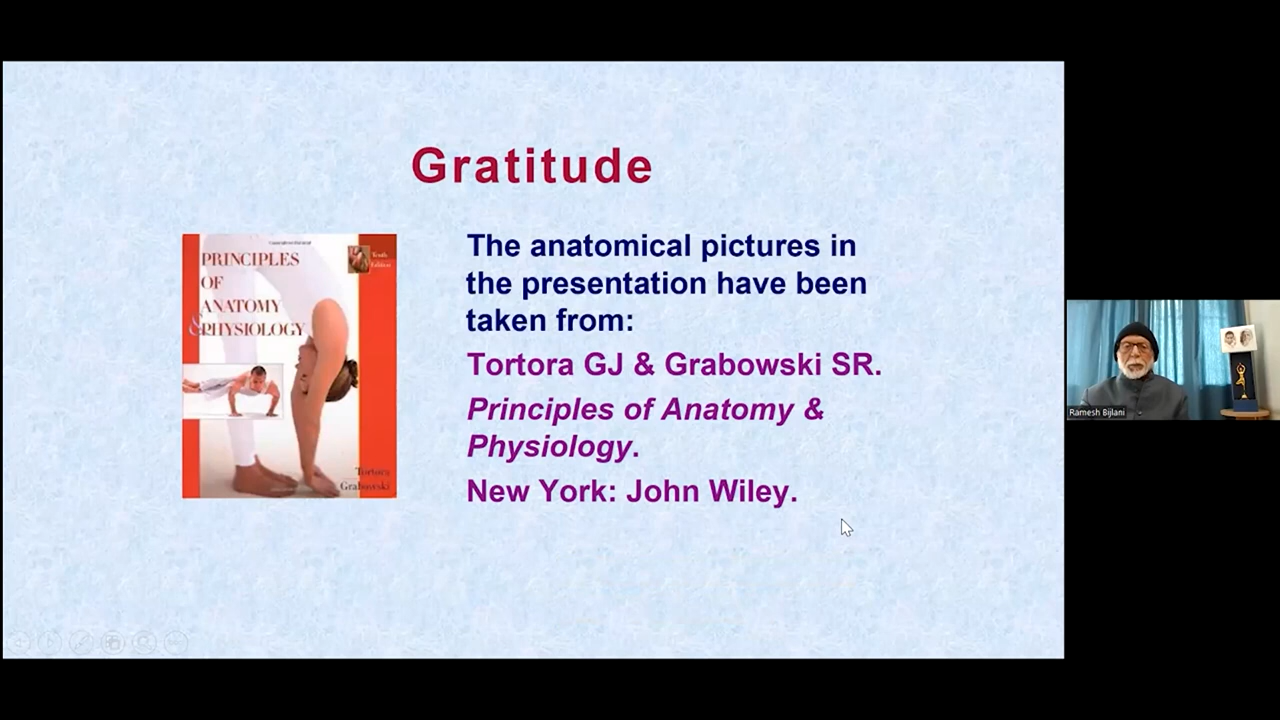 Gratitude
PRINCIPLES
OF
ANATOMY
&PHYSIOLOGY
Tenth
Edition
Tortora
Grabowski
The anatomical pictures in
the presentation have been
taken from:
Tortora GJ & Grabowski SR.
Principles of Anatomy &
Physiology.
New York: John Wiley.
Ramesh Bijlani